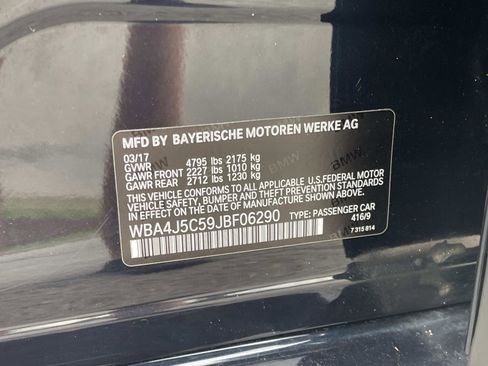 MFD BY BAYERISCHE MOTOREN WERKE AG
03/17
GVWR 4795 lbs 2175 kg
GAWR FRONT 2227 lbs 1010 kg
GAWR REAR 2712 lbs 1230 kg
THIS VEHICLE CONFORMS TO ALL APPLICABLE U.S.FEDERAL MOTOR
VEHICLE SAFETY, BUMPER, AND THEFT PREVENTION STANDARDS
IN EFFECT ON THE DATE OF MANUFACTURE SHOWN ABOVE.
WBA4J5C59JBF06290 TYPE: PASSENGER CAR
416/9
7 315 814
BMW
BMW
BMW